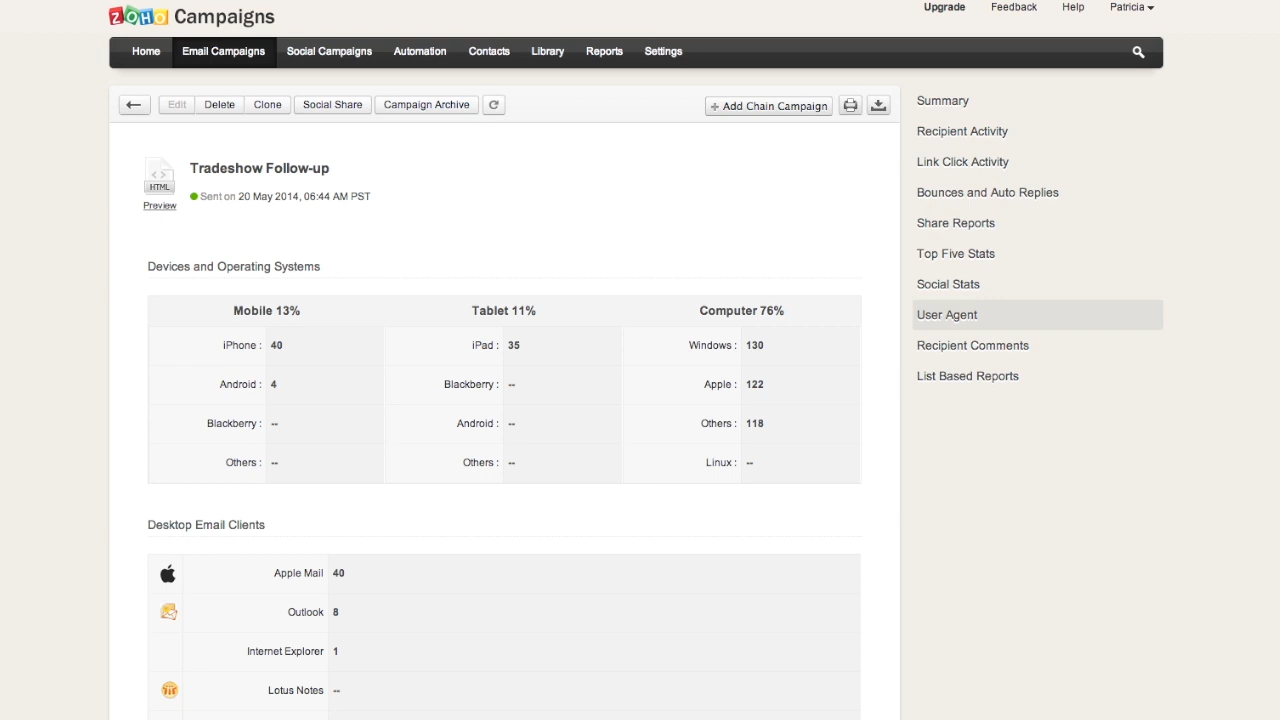 ZOHO Campaigns
Upgrade Feedback Help Patricia
Home Email Campaigns Social Campaigns Automation Contacts Library Reports Settings
Edit Delete Clone Social Share Campaign Archive
+ Add Chain Campaign
HTML
Preview
Tradeshow Follow-up
Sent on 20 May 2014, 06:44 AM PST
Devices and Operating Systems
Mobile 13% Tablet 11% Computer 76%
iPhone : 40 iPad : 35 Windows : 130
Android : 4 Blackberry : -- Apple : 122
Blackberry : -- Android : -- Others : 118
Others : -- Others : -- Linux : --
Desktop Email Clients
Apple Mail 40
Outlook 8
Internet Explorer 1
Lotus Notes --
Summary
Recipient Activity
Link Click Activity
Bounces and Auto Replies
Share Reports
Top Five Stats
Social Stats
User Agent
Recipient Comments
List Based Reports